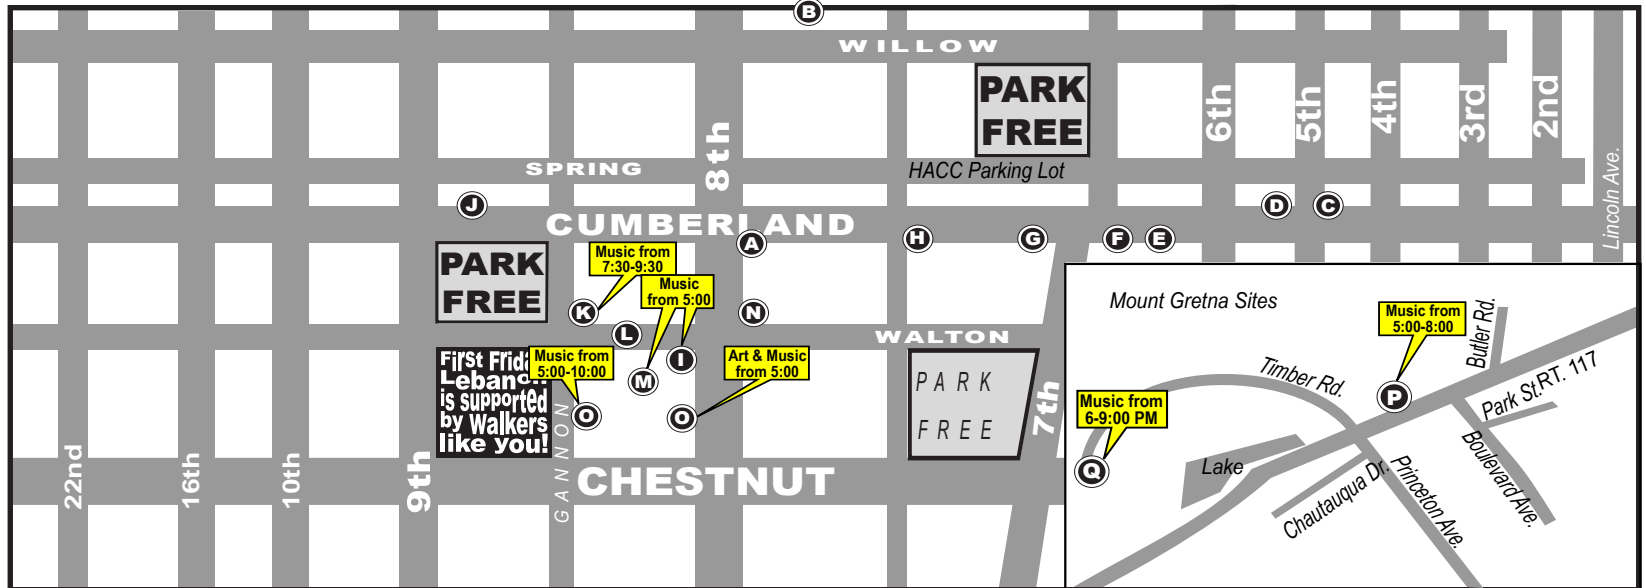 B
WILLOW
PARK
FREE
HACC Parking Lot
6th
5th
4th
3rd
2nd
Lincoln Ave.
SPRING
8th
J
CUMBERLAND
A
H
G
F
E
D
C
PARK
FREE
Music from
7:30-9:30
K
Music
from 5:00
L
M
I
N
WALTON
First Frid
Lebanon
is supported
by Walkers
like you!
Music from
5:00-10:00
O
Art & Music
from 5:00
O
PARK
FREE
7th
22nd
16th
10th
9th
GANNON
CHESTNUT
Mount Gretna Sites
Music from
5:00-8:00
P
Butler Rd.
Timber Rd.
Park St.
RT. 117
Music from
6-9:00 PM
Q
Lake
Chautauqua Dr.
Princeton Ave.
Boulevard Ave.